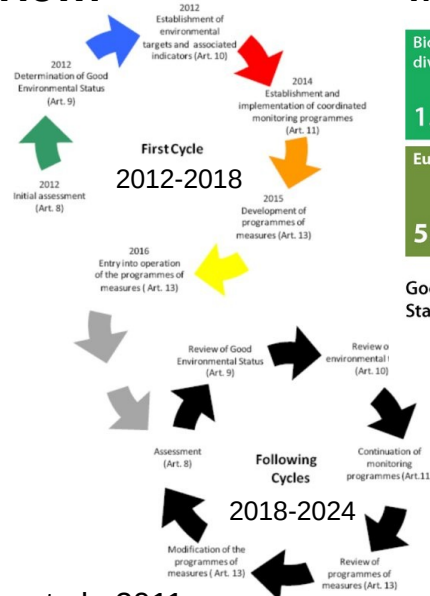 2012
Establishment of
environmental
targets and associated
indicators (Art. 10)
2012
Determination of Good
Environmental Status
(Art. 9)
2014
Establishment and
implementation of coordinated
monitoring programmes
(Art. 11)
First Cycle
2012-2018
2012
Initial assessment
(Art. 8)
2015
Development of
programmes of
measures (Art. 13)
2016
Entry into operation
of the programmes of
measures ( Art. 13)
Review of Good
Environmental Status
(Art. 9)
Review o
environmental
(Art. 10)
Assessment
(Art. 8)
Following
Cycles
2018-2024
Continuation of
monitoring
programmes (Art.11
Modification of the
programmes of
measures ( Art. 13)
Review of
programmes of
measures (Art. 13)
Bio
div
1
Eu
5
Go
Sta